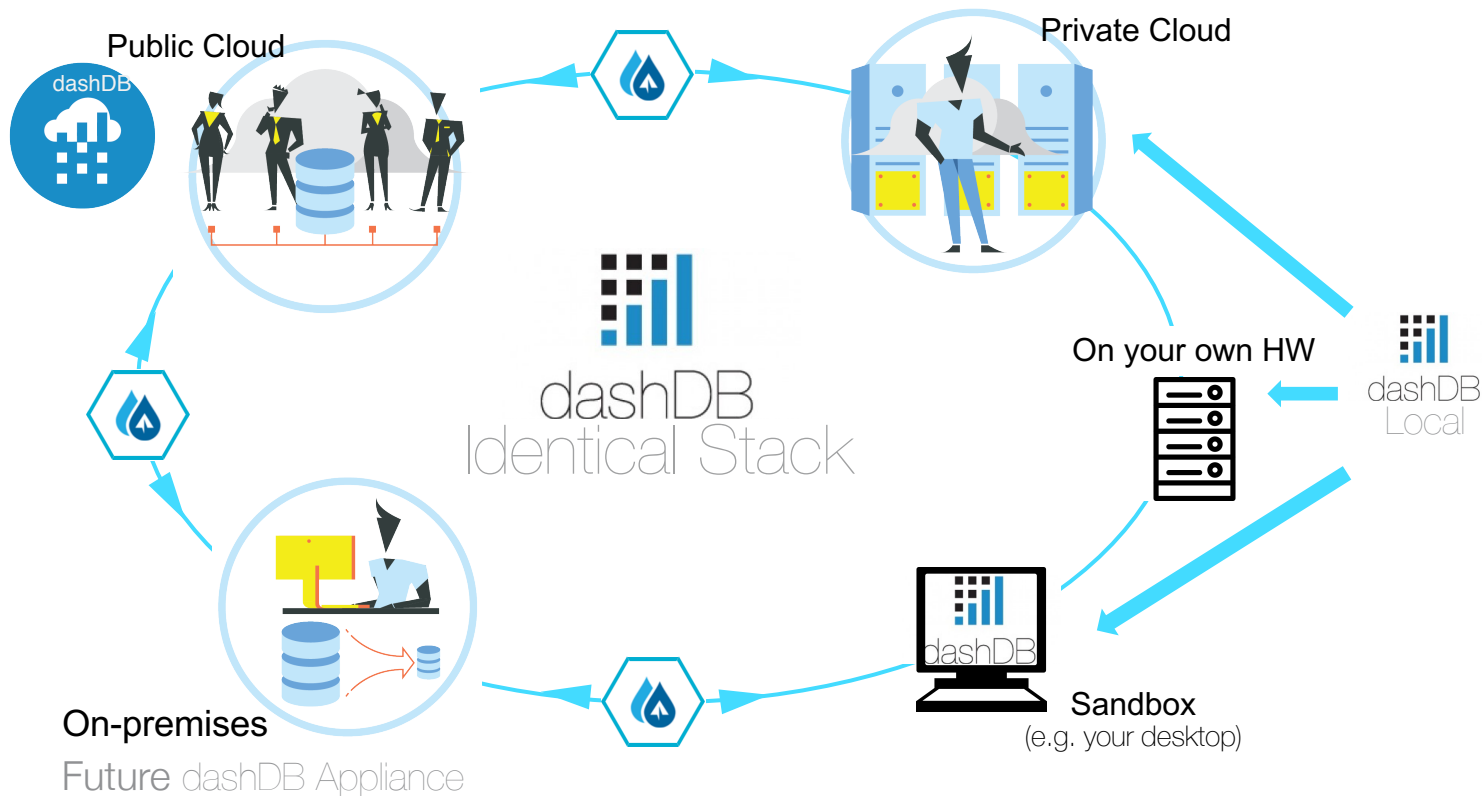 Public Cloud
dashDB
Private Cloud
On your own HW
dashDB
Local
dashDB
Identical Stack
dashDB
Sandbox
(e.g. your desktop)
On-premises
Future dashDB Appliance